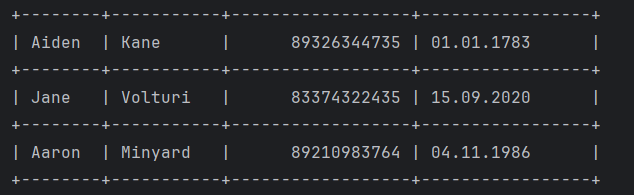 +--------+-----------+------------------+-----------------+
| Aiden  | Kane      |      89326344735 | 01.01.1783      |
+--------+-----------+------------------+-----------------+
| Jane   | Volturi   |      83374322435 | 15.09.2020      |
+--------+-----------+------------------+-----------------+
| Aaron  | Minyard   |      89210983764 | 04.11.1986      |
+--------+-----------+------------------+-----------------+